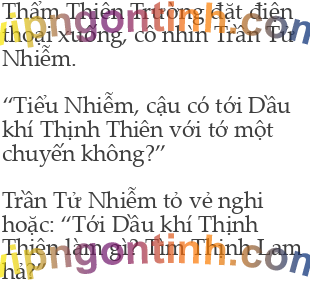 Thẩm Thiên Trường đặt điện
thoại xuống, cô nhìn Trần Tử
Nhiễm.
“Tiểu Nhiễm, cậu có tới Dầu
khí Thịnh Thiên với tớ một
chuyến không?”
Trần Tử Nhiễm tỏ vẻ nghi
hoặc: “Tới Dầu khí Thịnh
Thiên làm gì? Tìm Thịnh Lam
hả?”